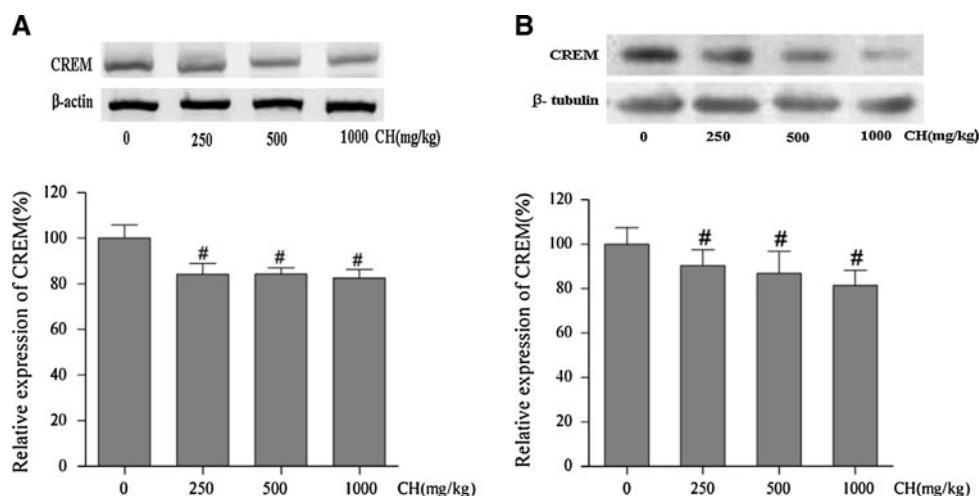 A
CREM
β-actin
0 250 500 1000 CH(mg/kg)
Relative expression of CREM(%)
120
100
80
60
40
20
0
# # #
0 250 500 1000 CH(mg/kg)
B
CREM
β- tubulin
0 250 500 1000 CH(mg/kg)
Relative expression of CREM(%)
120
100
80
60
40
20
0
# # #
0 250 500 1000 CH(mg/kg)